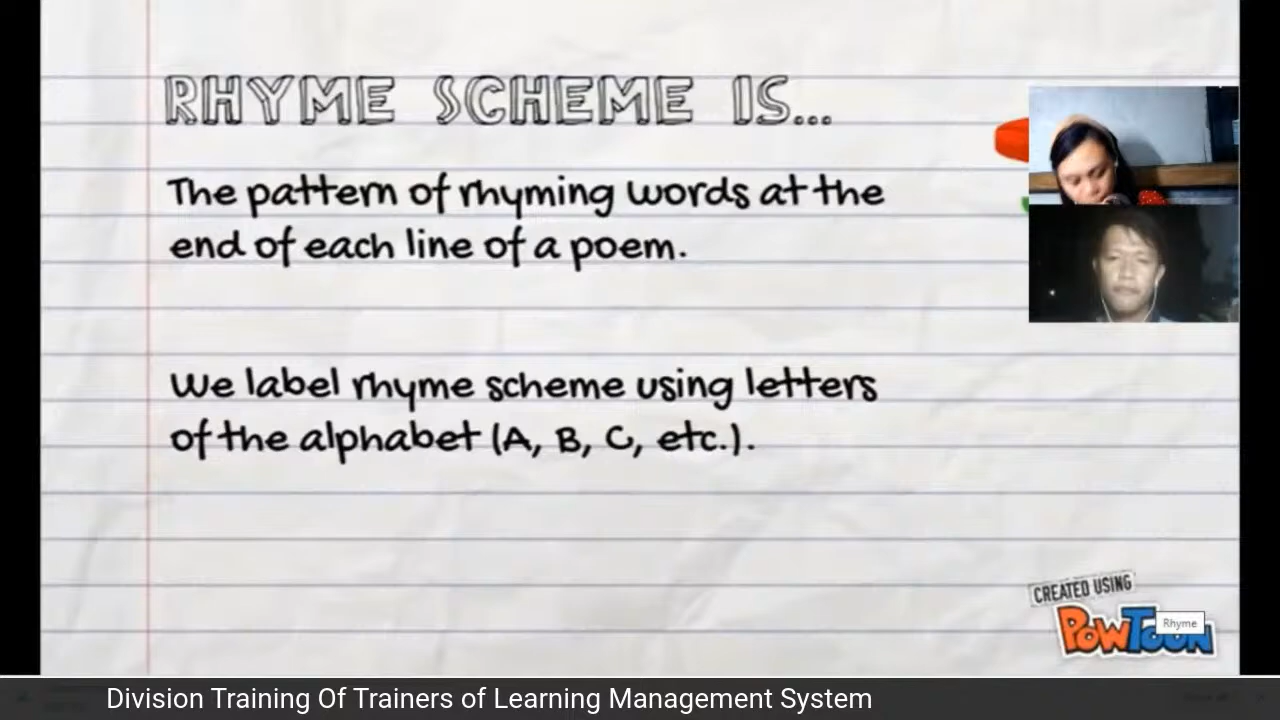 RHYME SCHEME IS...
The pattern of rhyming words at the
end of each line of a poem.
We label rhyme scheme using letters
of the alphabet (A, B, C, etc.).
CREATED USING
POWTOON
Rhyme
Division Training Of Trainers of Learning Management System